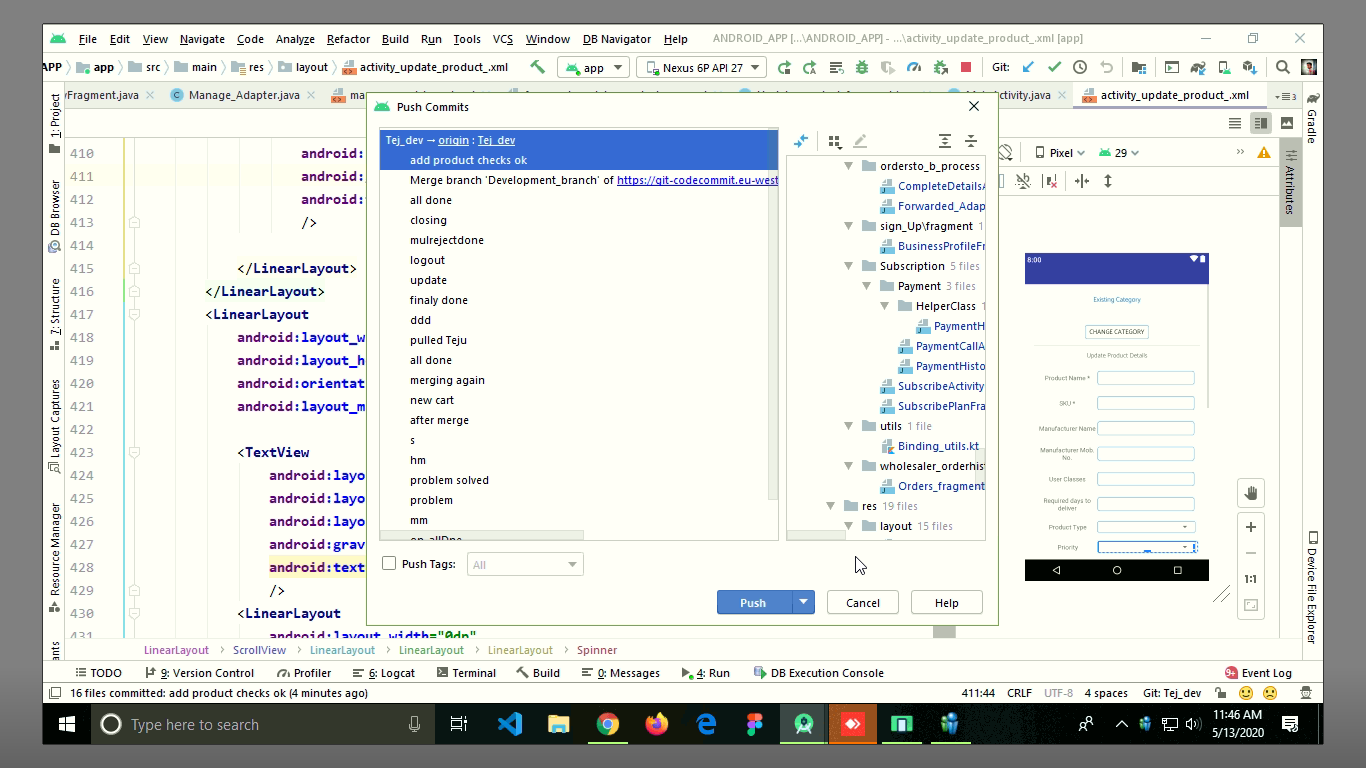 File Edit View Navigate Code Analyze Refactor Build Run Tools VCS Window DB Navigator Help ANDROID_APP [...\ANDROID_APP] - ...\activity_update_product_.xml [app]
APP app src main res layout activity_update_product_.xml app Nexus 6P API 27 Git:
Fragment.java Manage_Adapter.java ma ctivity.java activity_update_product_.xml 3
Push Commits
Tej_dev → origin : Tej_dev
add product checks ok
Merge branch 'Development_branch' of https://git-codecommit.eu-west
all done
closing
mulrejectdone
logout
update
finaly done
ddd
pulled Teju
all done
merging again
new cart
after merge
s
hm
problem solved
problem
mm
ordersto_b_process
CompleteDetailsA
Forwarded_Adap
sign_Up\fragment 1
BusinessProfileFr
Subscription 5 files
Payment 3 files
HelperClass 1
PaymentH
PaymentCallA
PaymentHisto
SubscribeActivity
SubscribePlanFra
utils 1 file
Binding_utils.kt
wholesaler_orderhis
Orders_fragment
res 19 files
layout 15 files
Push Tags: All
Push Cancel Help
410 android:
411 android:
412 android:
413 />
414
415 </LinearLayout>
416 </LinearLayout>
417 <LinearLayout
418 android:layout_w
419 android:layout_h
420 android:orientat
421 android:layout_m
422
423 <TextView
424 android:layo
425 android:layo
426 android:layo
427 android:grav
428 android:text
429 />
430 <LinearLayout
431 android:layout_width="0dp"
1: Project
DB Browser
7: Structure
Layout Captures
Resource Manager
Gradle
Attributes
Device File Explorer
Pixel 29
8:00
Existing Category
CHANGE CATEGORY
Update Product Details
Product Name *
SKU *
Manufacturer Name
Manufacturer Mob.
No.
User Classes
Required days to
deliver
Product Type
Priority
1:1
LinearLayout ScrollView LinearLayout LinearLayout LinearLayout Spinner
TODO 9: Version Control Profiler 6: Logcat Terminal Build 0: Messages 4: Run DB Execution Console 9+ Event Log
16 files committed: add product checks ok (4 minutes ago) 411:44 CRLF UTF-8 4 spaces Git: Tej_dev
Type here to search 11:46 AM
5/13/2020